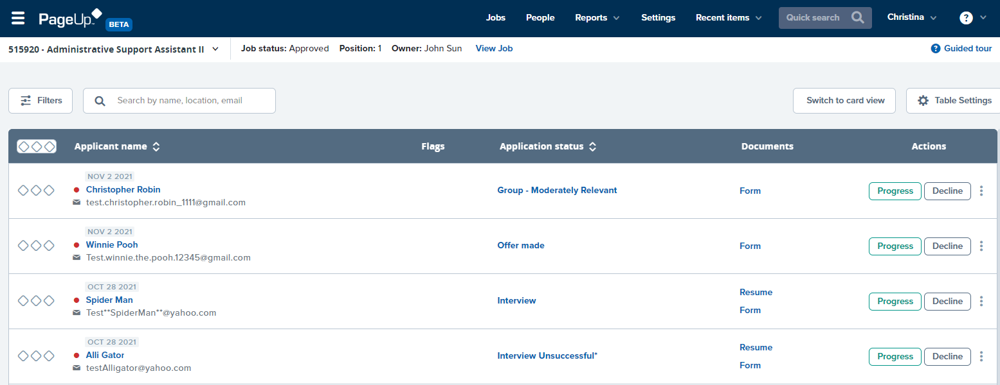 PageUp™ BETA Jobs People Reports Settings Recent items Quick search Christina ?
515920 - Administrative Support Assistant II Job status: Approved Position: 1 Owner: John Sun View Job ? Guided tour
Filters Search by name, location, email Switch to card view Table Settings
Applicant name Flags Application status Documents Actions
NOV 2 2021
Christopher Robin Group - Moderately Relevant Form Progress Decline
test.christopher.robin_1111@gmail.com
NOV 2 2021
Winnie Pooh Offer made Form Progress Decline
Test.winnie.the.pooh.12345@gmail.com
OCT 28 2021
Resume
Spider Man Interview Progress Decline
Form
Test**SpiderMan**@yahoo.com
OCT 28 2021
Resume
Alli Gator Interview Unsuccessful* Progress Decline
Form
testAlligator@yahoo.com